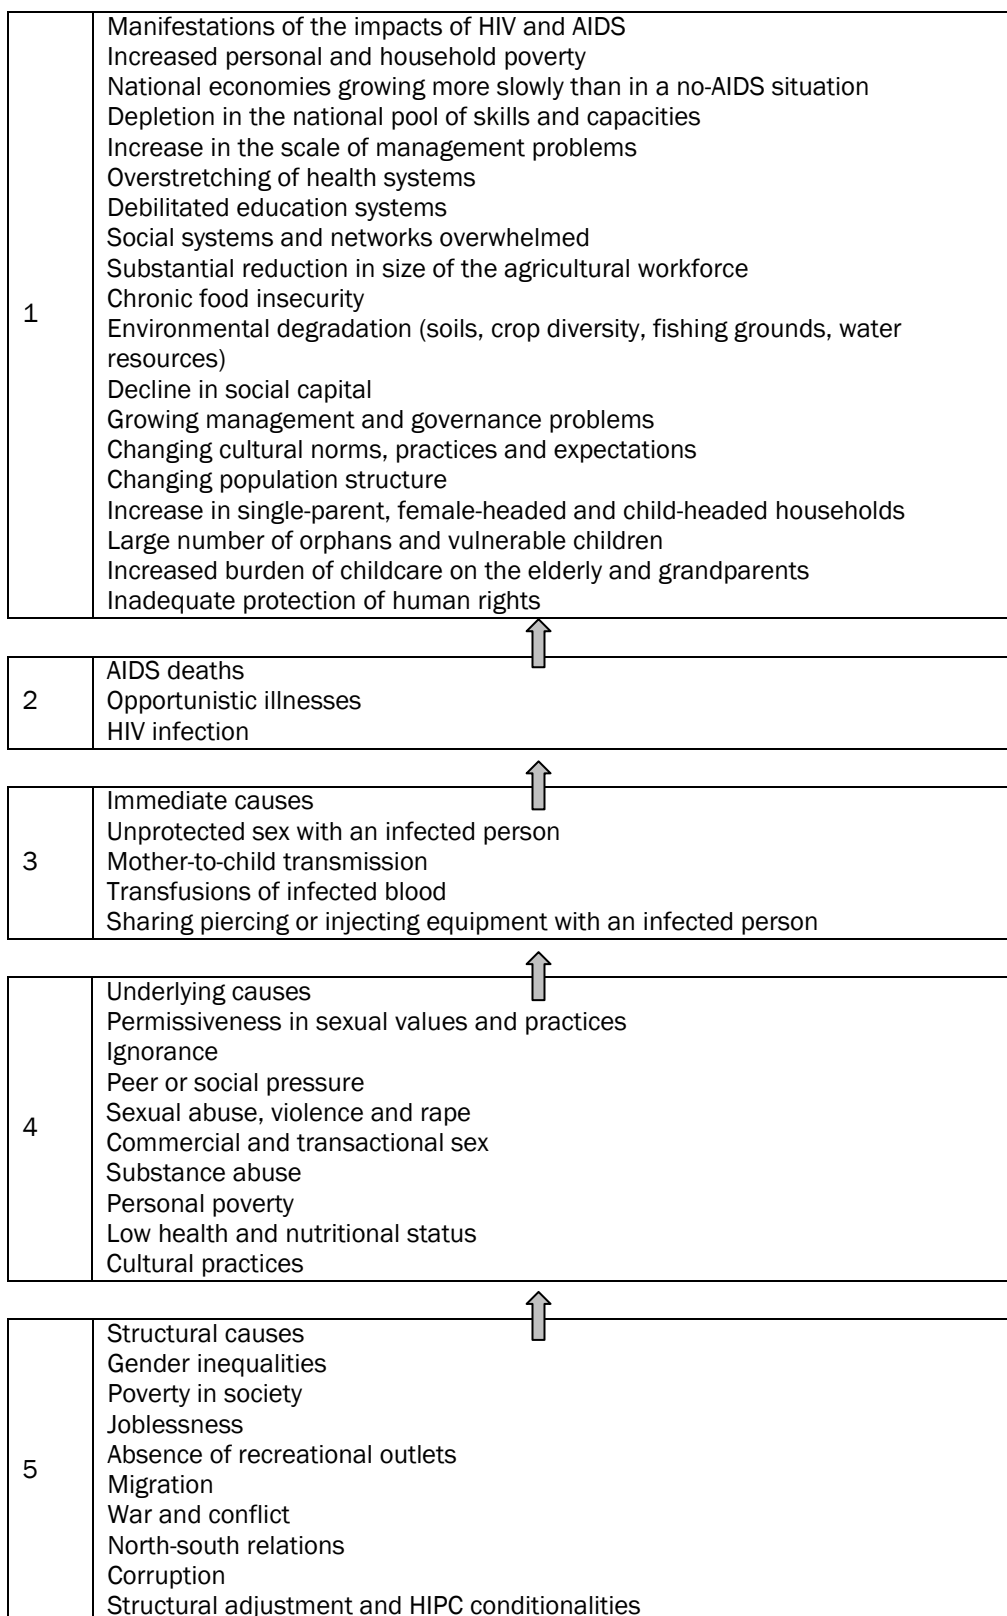 Manifestations of the impacts of HIV and AIDS
Increased personal and household poverty
National economies growing more slowly than in a no-AIDS situation
Depletion in the national pool of skills and capacities
Increase in the scale of management problems
Overstretching of health systems
Debilitated education systems
Social systems and networks overwhelmed
Substantial reduction in size of the agricultural workforce
1
Chronic food insecurity
Environmental degradation (soils, crop diversity, fishing grounds, water
resources)
Decline in social capital
Growing management and governance problems
Changing cultural norms, practices and expectations
Changing population structure
Increase in single-parent, female-headed and child-headed households
Large number of orphans and vulnerable children
Increased burden of childcare on the elderly and grandparents
Inadequate protection of human rights
AIDS deaths
2
Opportunistic illnesses
HIV infection
Immediate causes
Unprotected sex with an infected person
3
Mother-to-child transmission
Transfusions of infected blood
Sharing piercing or injecting equipment with an infected person
Underlying causes
Permissiveness in sexual values and practices
Ignorance
Peer or social pressure
Sexual abuse, violence and rape
4
Commercial and transactional sex
Substance abuse
Personal poverty
Low health and nutritional status
Cultural practices
Structural causes
Gender inequalities
Poverty in society
Joblessness
Absence of recreational outlets
5
Migration
War and conflict
North-south relations
Corruption
Structural adjustment and HIPC conditionalities